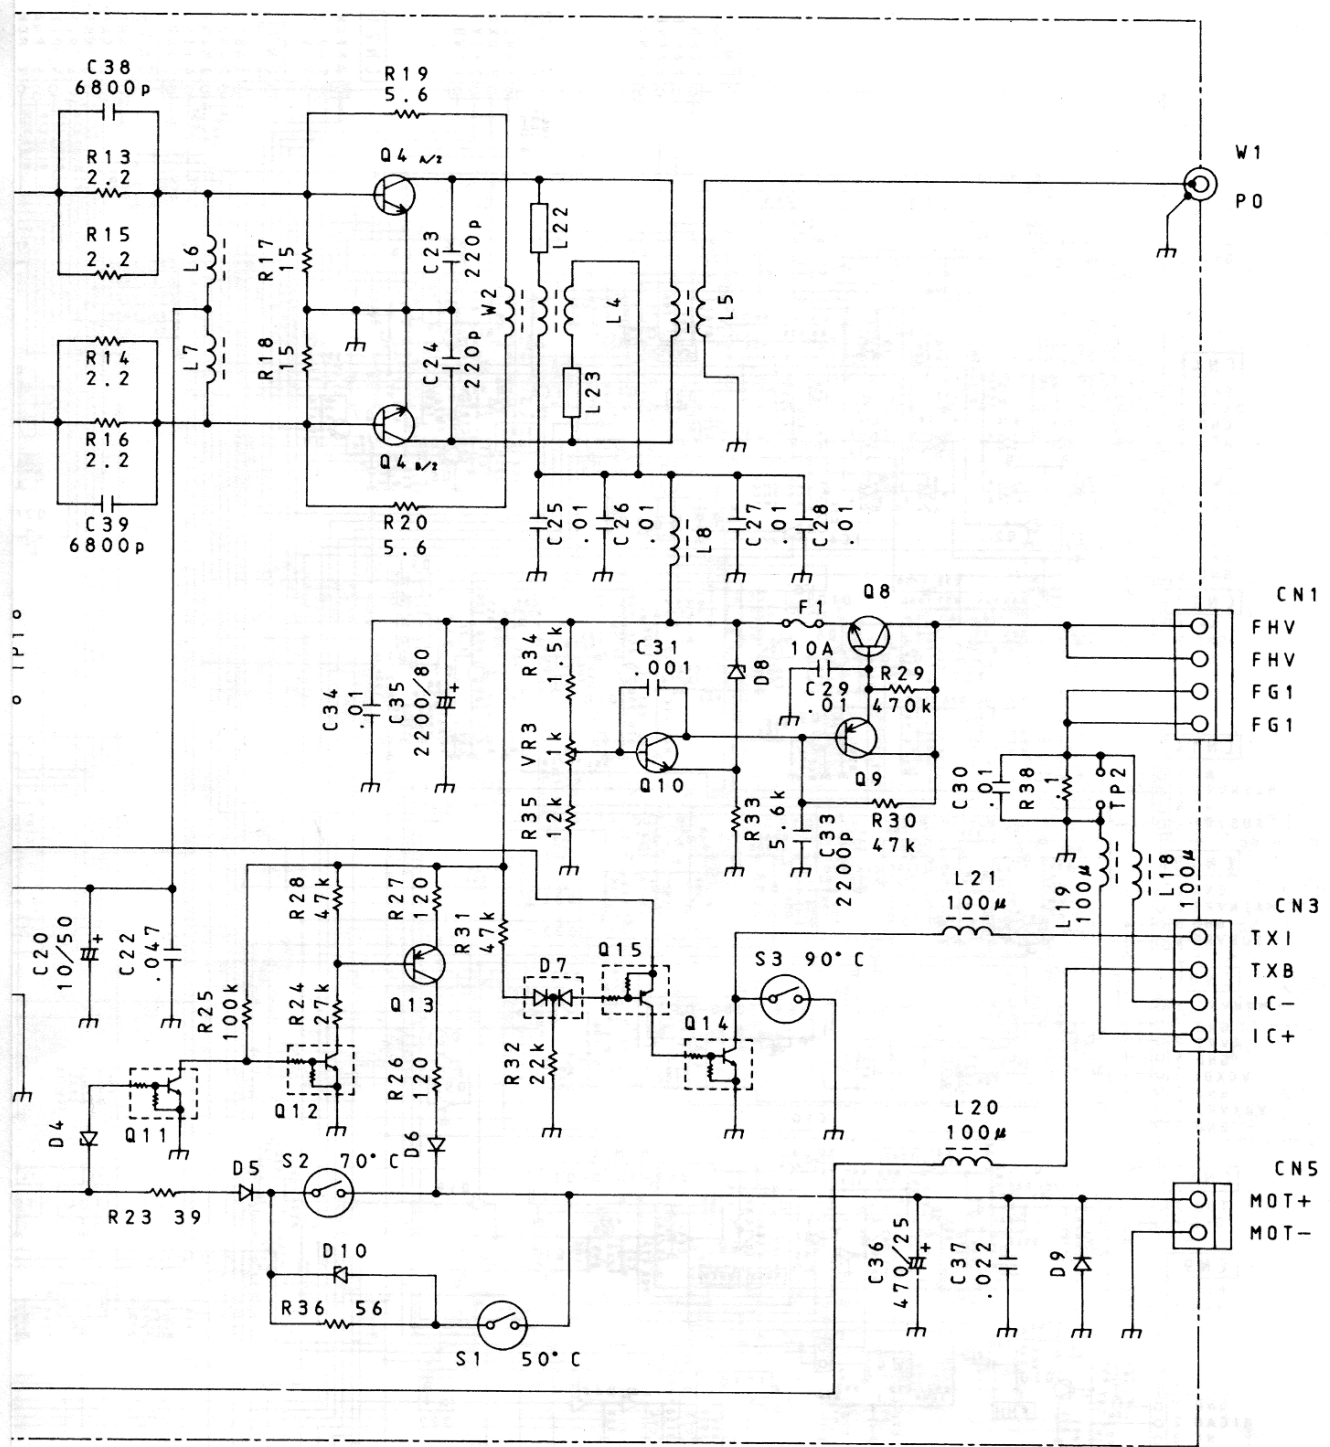 C38
6800p
R19
5.6
R13
2.2
Q4 A/2
W1
PO
R15
2.2
L6
R17
15
C23
220p
L22
W2
L4
L5
L7
R18
15
C24
220p
L23
R14
2.2
R16
2.2
Q4 B/2
C39
6800p
R20
5.6
C25
.01
C26
.01
L8
C27
.01
C28
.01
CN1
Q8
F1
10A
FHV
FHV
FG1
FG1
TP1
R34
1.5k
C31
.001
D8
C29
.01
R29
470k
C34
.01
C35
2200/80
+
VR3
1k
Q10
Q9
R35
12k
R33
5.6k
C33
2200p
R30
47k
C30
.01
R38
.1
TP2
L19
100μ
L18
100μ
L21
100μ
CN3
TXI
TXB
IC-
IC+
R28
47k
R27
120
R31
47k
C20
10/50
+
C22
.047
R25
100k
R24
27k
Q13
D7
Q15
S3 90°C
Q14
R32
22k
R26
120
Q12
Q11
D4
D6
L20
100μ
D5
S2 70°C
R23 39
CN5
MOT+
MOT-
D10
R36 56
S1 50°C
C36
470/25
+
C37
.022
D9